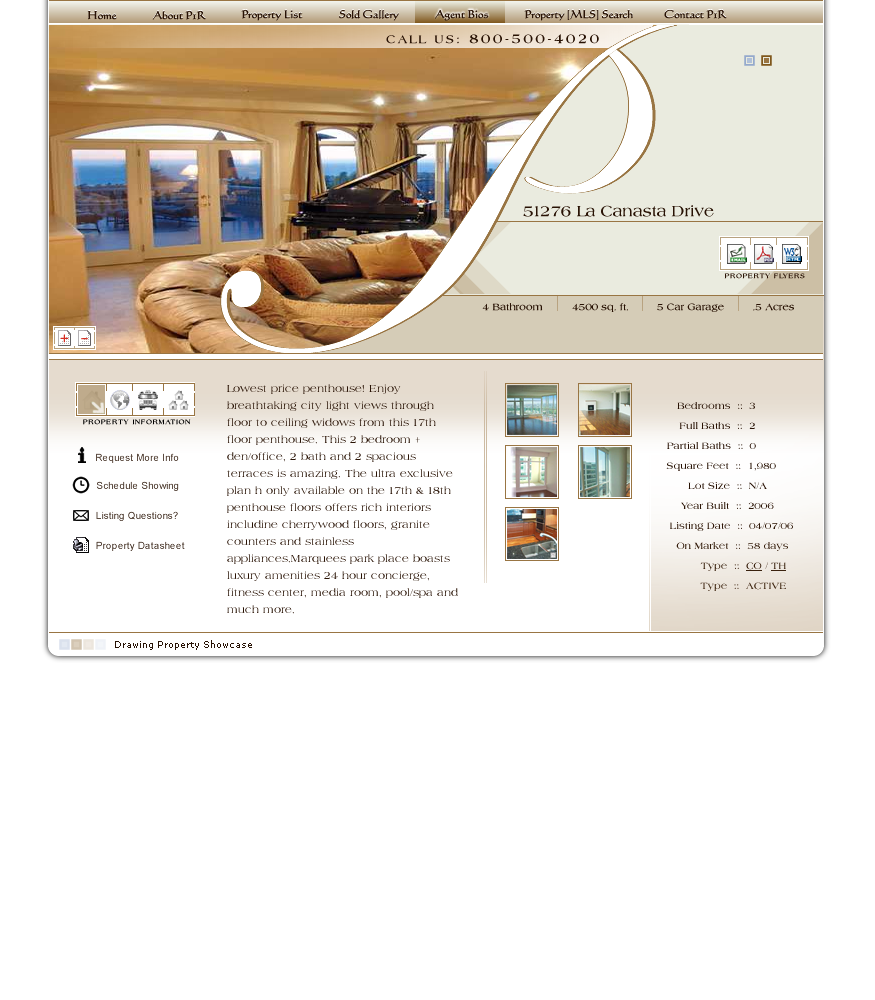 Home About P1R Property List Sold Gallery Agent Bios Property [MLS] Search Contact P1R
CALL US: 800-500-4020
51276 La Canasta Drive
PROPERTY FLYERS
4 Bathroom 4500 sq. ft. 5 Car Garage .5 Acres
PROPERTY INFORMATION
Request More Info
Schedule Showing
Listing Questions?
Property Datasheet
Lowest price penthouse! Enjoy
breathtaking city light views through
floor to ceiling widows from this 17th
floor penthouse. This 2 bedroom +
den/office, 2 bath and 2 spacious
terraces is amazing. The ultra exclusive
plan h only available on the 17th & 18th
penthouse floors offers rich interiors
includine cherrywood floors, granite
counters and stainless
appliances,Marquees park place boasts
luxury amenities 24 hour concierge,
fitness center, media room, pool/spa and
much more.
Bedrooms :: 3
Full Baths :: 2
Partial Baths :: 0
Square Feet :: 1,980
Lot Size :: N/A
Year Built :: 2006
Listing Date :: 04/07/06
On Market :: 58 days
Type :: CO / TH
Type :: ACTIVE
Drawing Property Showcase